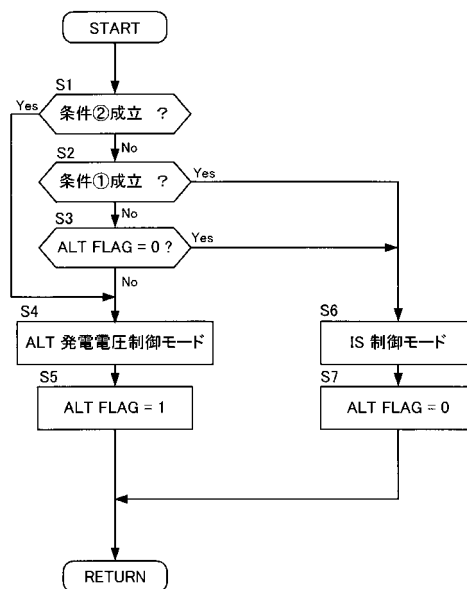 START
S1
Yes
条件②成立 ?
No
S2
条件①成立 ?
Yes
No
S3
ALT FLAG = 0 ?
Yes
No
S4
ALT 発電電圧制御モード
S6
IS 制御モード
S5
ALT FLAG = 1
S7
ALT FLAG = 0
RETURN